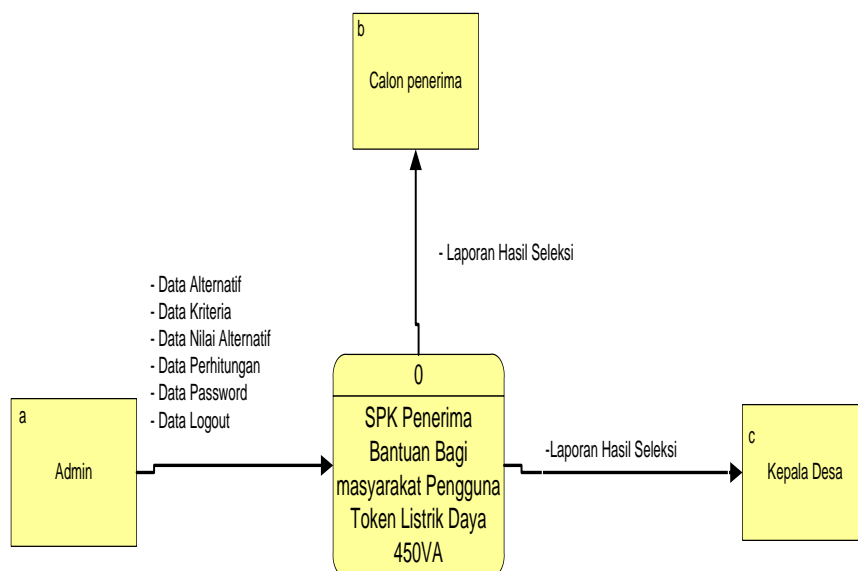 b
Calon penerima
- Laporan Hasil Seleksi
- Data Alternatif
- Data Kriteria
- Data Nilai Alternatif
- Data Perhitungan
- Data Password
- Data Logout
a
Admin
0
SPK Penerima
Bantuan Bagi
masyarakat Pengguna
Token Listrik Daya
450VA
-Laporan Hasil Seleksi
c
Kepala Desa